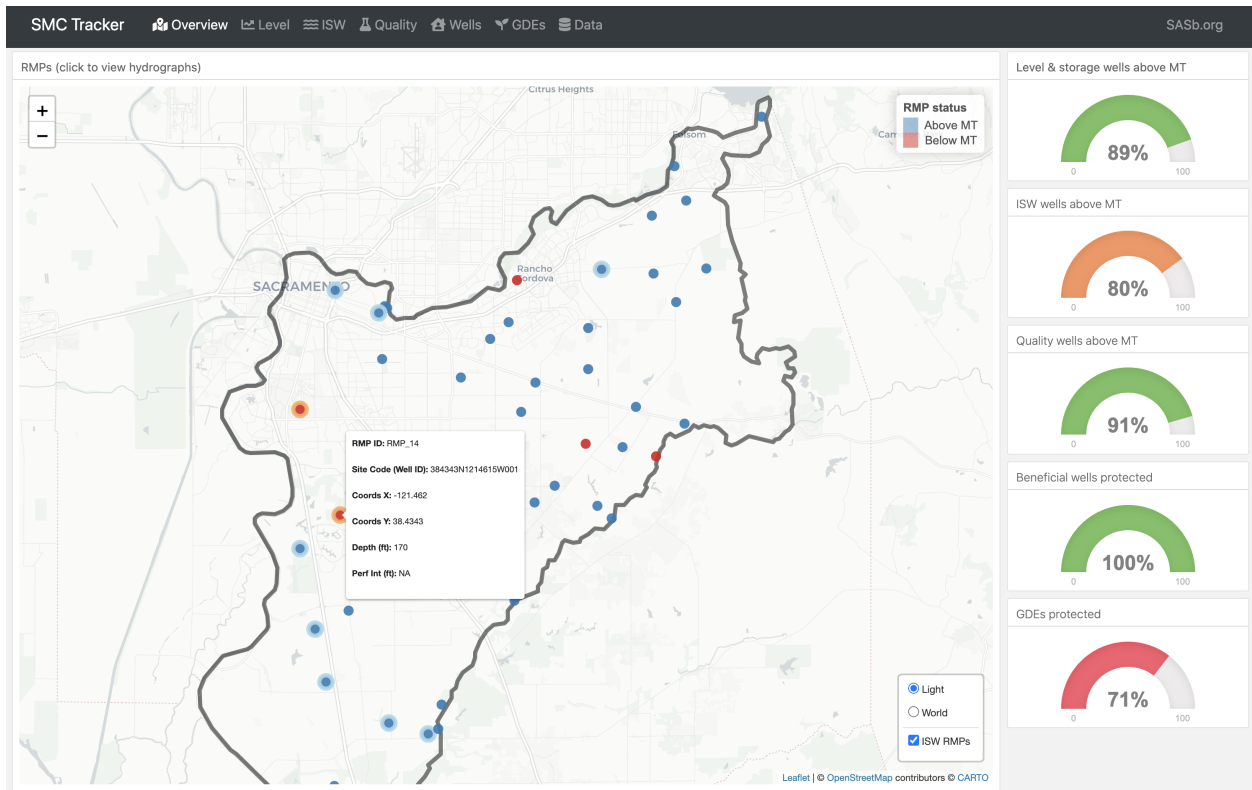 SMC Tracker Overview Level ISW Quality Wells GDEs Data SASb.org
RMPs (click to view hydrographs)
+
−
Citrus Heights
Folsom
Cam
RMP status
Above MT
Below MT
Rancho
Cordova
RMP ID: RMP_14
Site Code (Well ID): 384343N1214615W001
Coords X: -121.462
Coords Y: 38.4343
Depth (ft): 170
Perf Int (ft): NA
Light
World
ISW RMPs
Leaflet | © OpenStreetMap contributors © CARTO
Level & storage wells above MT
89%
0 100
ISW wells above MT
80%
0 100
Quality wells above MT
91%
0 100
Beneficial wells protected
100%
0 100
GDEs protected
71%
0 100